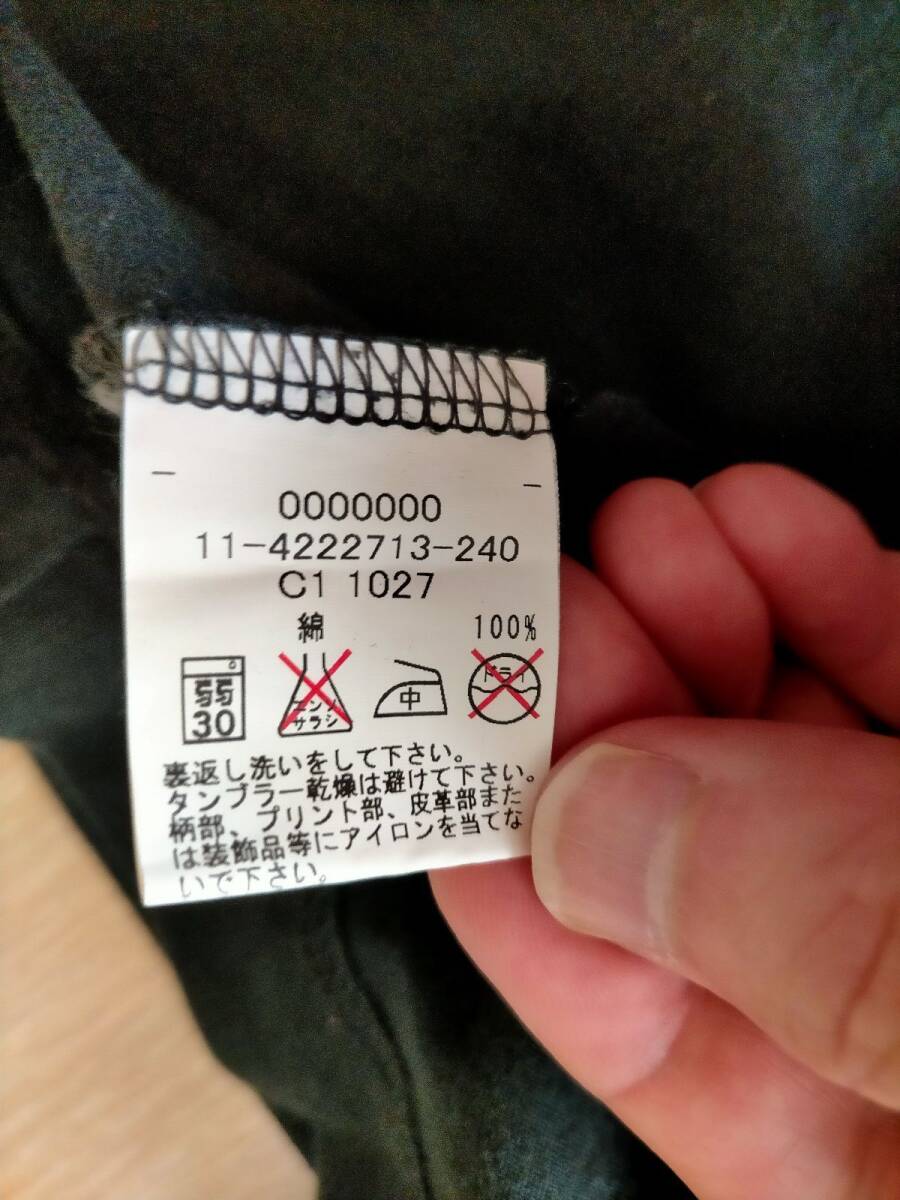 0000000
11-4222713-240
C1 1027
綿 100%
弱
30
エンソ
サラシ
中
ドライ
裏返し洗いをして下さい。
タンブラー乾燥は避けて下さい。
柄部、プリント部、皮革部また
は装飾品等にアイロンを当てな
いで下さい。